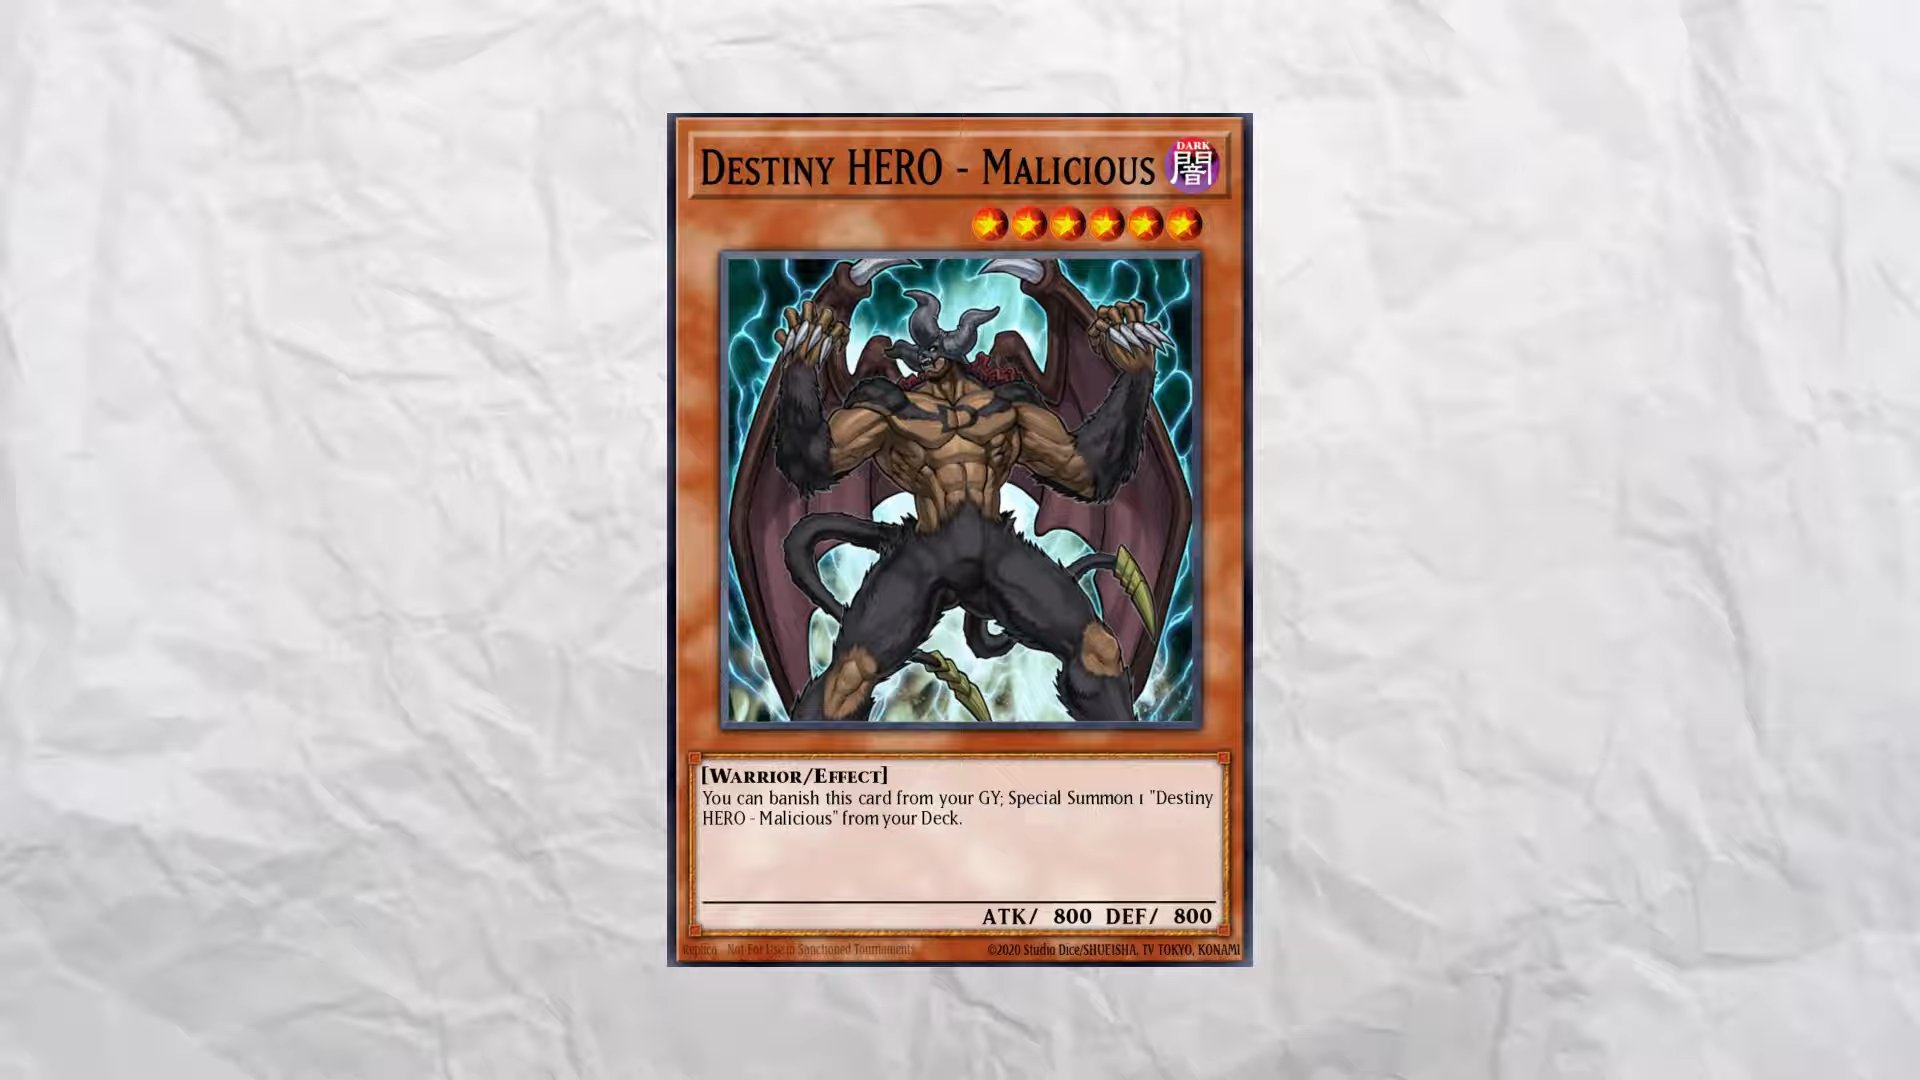 Destiny HERO - Malicious
DARK
闇
D
[Warrior/Effect]
You can banish this card from your GY; Special Summon 1 "Destiny
HERO - Malicious" from your Deck.
ATK/ 800 DEF/ 800
Replica - Not For Use in Sanctioned Tournaments
©2020 Studio Dice/SHUEISHA, TV TOKYO, KONAMI